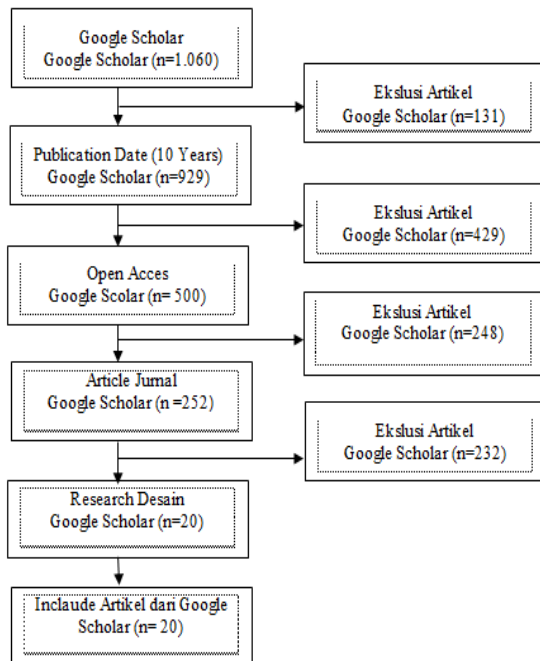 Google Scholar
Google Scholar (n=1.060)
Ekslusi Artikel
Google Scholar (n=131)
Publication Date (10 Years)
Google Scholar (n=929)
Ekslusi Artikel
Google Scholar (n=429)
Open Acces
Google Scolar (n= 500)
Ekslusi Artikel
Google Scholar (n=248)
Article Jurnal
Google Scholar (n =252)
Ekslusi Artikel
Google Scholar (n=232)
Research Desain
Google Scholar (n=20)
Inclaude Artikel dari Google
Scholar (n= 20)